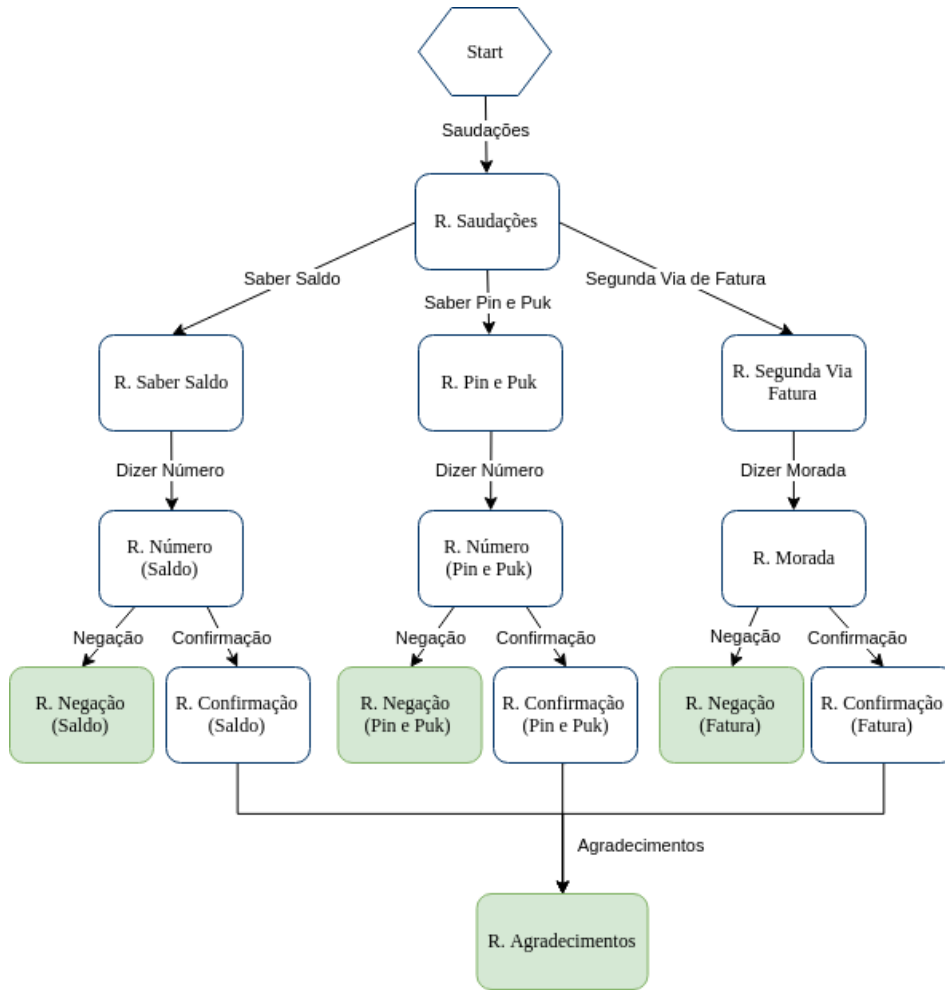 Start
Saudações
R. Saudações
Saber Saldo
Saber Pin e Puk
Segunda Via de Fatura
R. Saber Saldo
R. Pin e Puk
R. Segunda Via
Fatura
Dizer Número
Dizer Número
Dizer Morada
R. Número
(Saldo)
R. Número
(Pin e Puk)
R. Morada
Negação
Confirmação
Negação
Confirmação
Negação
Confirmação
R. Negação
(Saldo)
R. Confirmação
(Saldo)
R. Negação
(Pin e Puk)
R. Confirmação
(Pin e Puk)
R. Negação
(Fatura)
R. Confirmação
(Fatura)
Agradecimentos
R. Agradecimentos